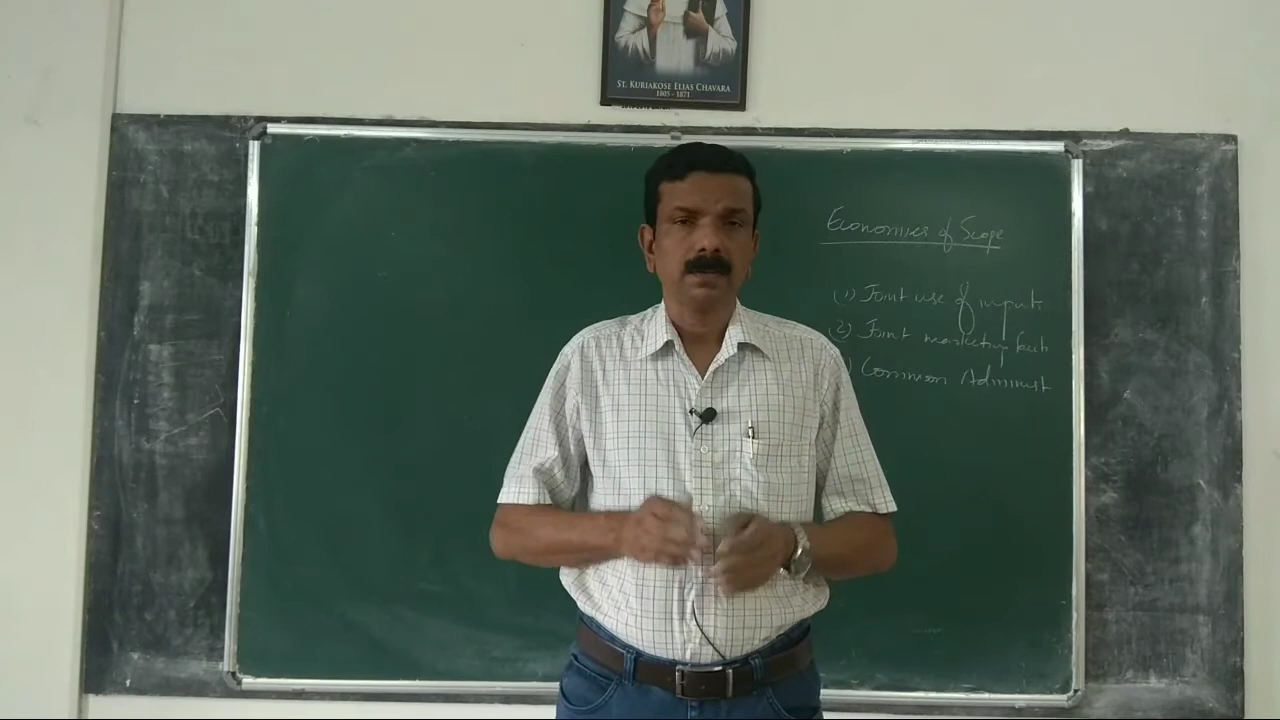 ST. KURIAKOSE ELIAS CHAVARA
1805 - 1871
Economies of Scope
(1) Joint use of inputs
2) Joint marketing
) Common Administ